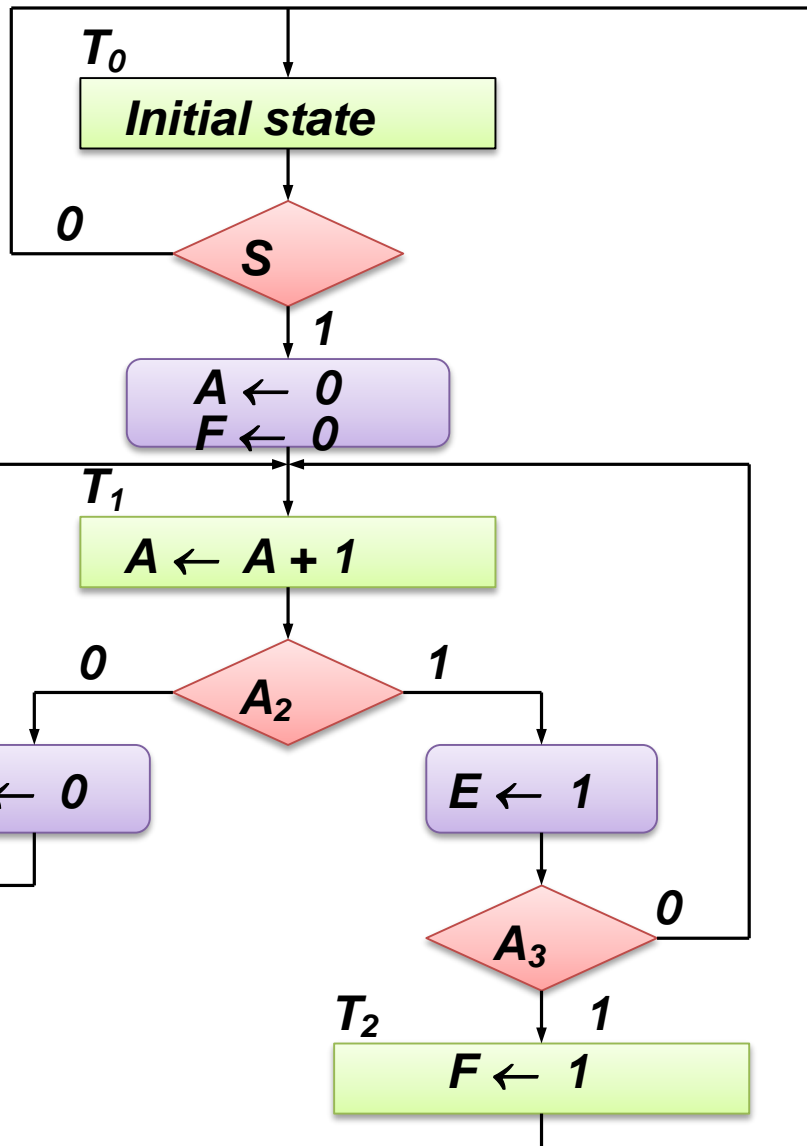 T₀
Initial state
0
S
1
A ← 0
F ← 0
T₁
A ← A + 1
0
1
A₂
← 0
E ← 1
0
A₃
T₂
1
F ← 1